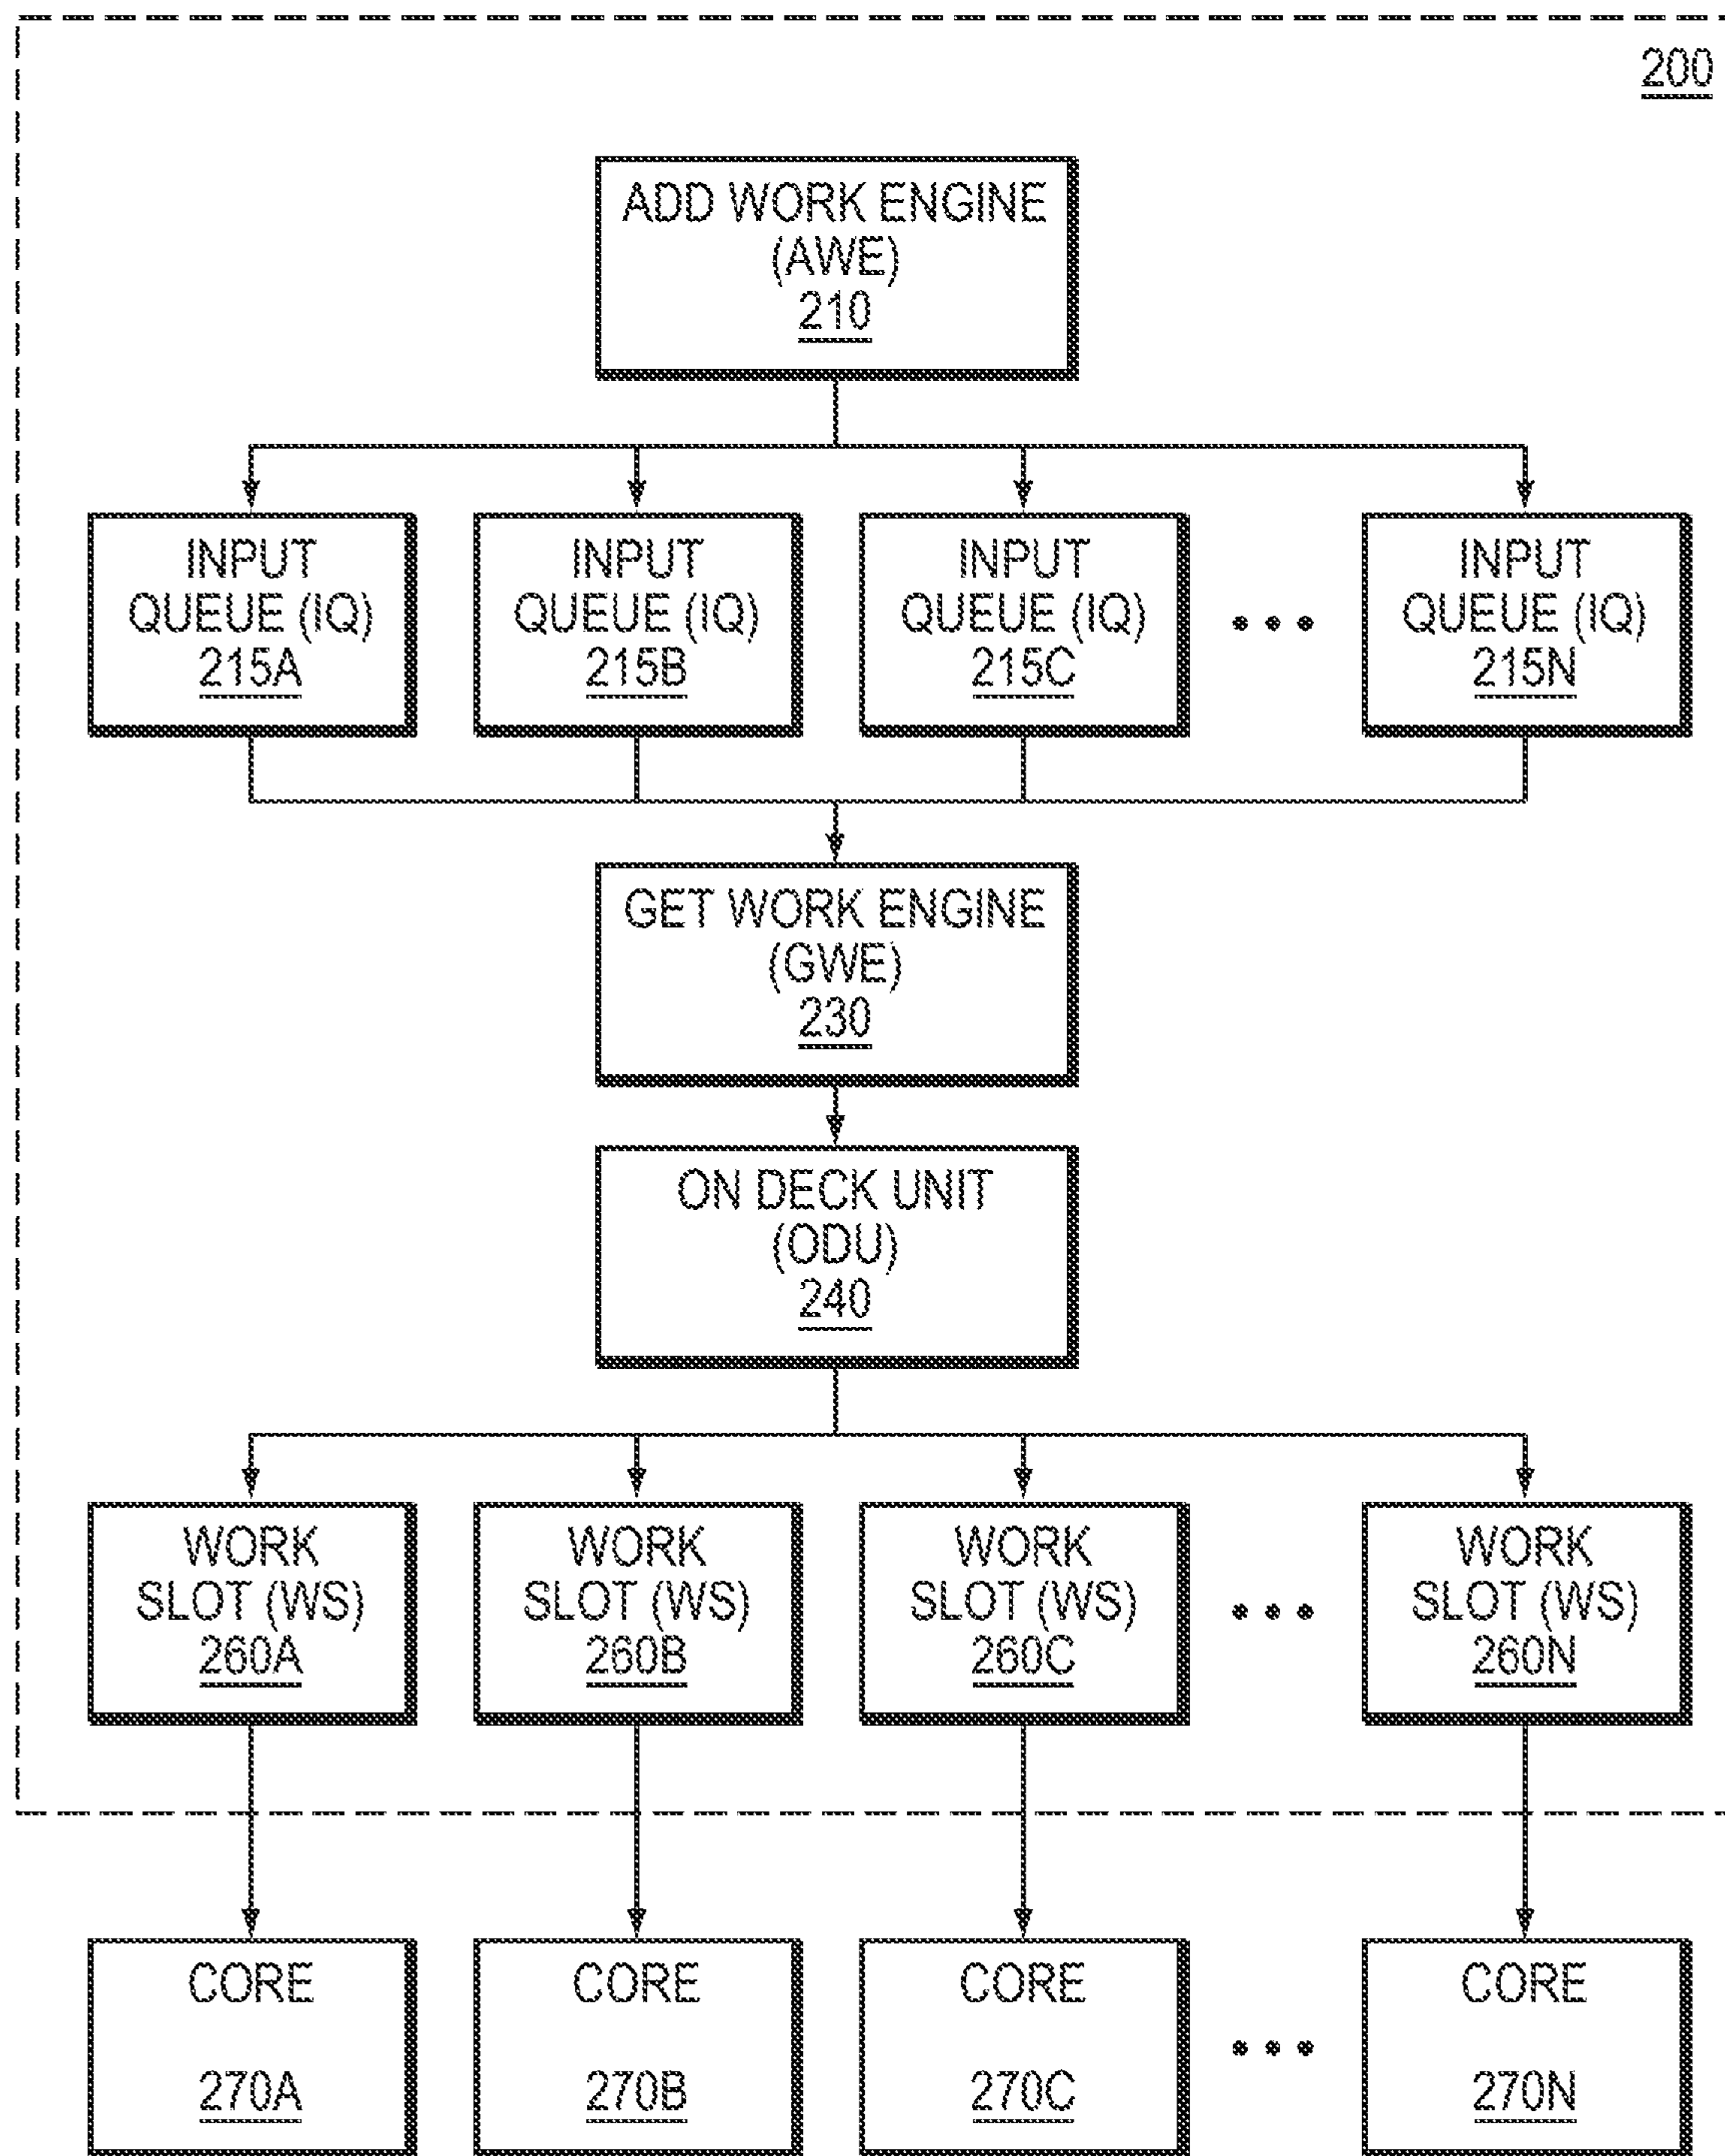 200
ADD WORK ENGINE
(AWE)
210
INPUT
QUEUE (IQ)
215A
INPUT
QUEUE (IQ)
215B
INPUT
QUEUE (IQ)
215C
INPUT
QUEUE (IQ)
215N
GET WORK ENGINE
(GWE)
230
ON DECK UNIT
(ODU)
240
WORK
SLOT (WS)
260A
WORK
SLOT (WS)
260B
WORK
SLOT (WS)
260C
WORK
SLOT (WS)
260N
CORE
270A
CORE
270B
CORE
270C
CORE
270N